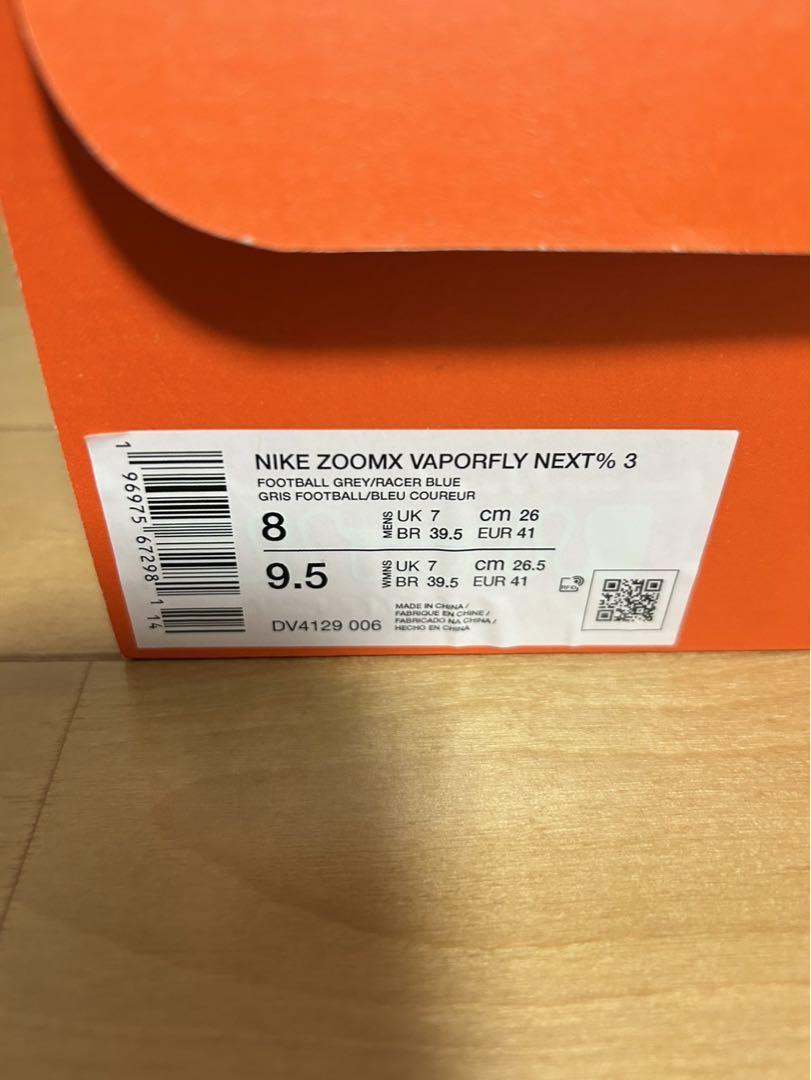 NIKE ZOOMX VAPORFLY NEXT% 3
FOOTBALL GREY/RACER BLUE
GRIS FOOTBALL/BLEU COUREUR
8 MENS UK 7 cm 26
BR 39.5 EUR 41
9.5 WMNS UK 7 cm 26.5
BR 39.5 EUR 41
RFID
DV4129 006
MADE IN CHINA /
FABRIQUE EN CHINE /
FABRICADO NA CHINA /
HECHO EN CHINA
1 96975 67298 1 14